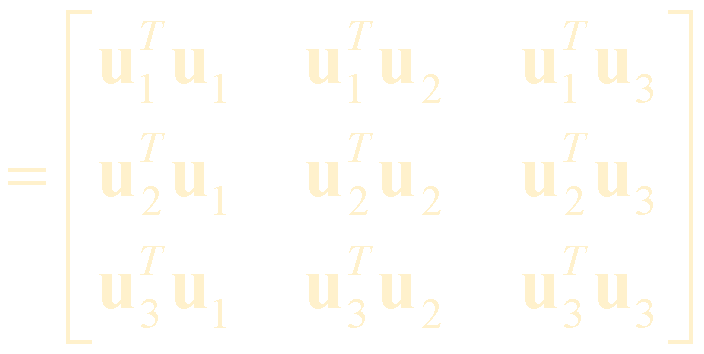 = [ u₁ᵀu₁ u₁ᵀu₂ u₁ᵀu₃
u₂ᵀu₁ u₂ᵀu₂ u₂ᵀu₃
u₃ᵀu₁ u₃ᵀu₂ u₃ᵀu₃ ]